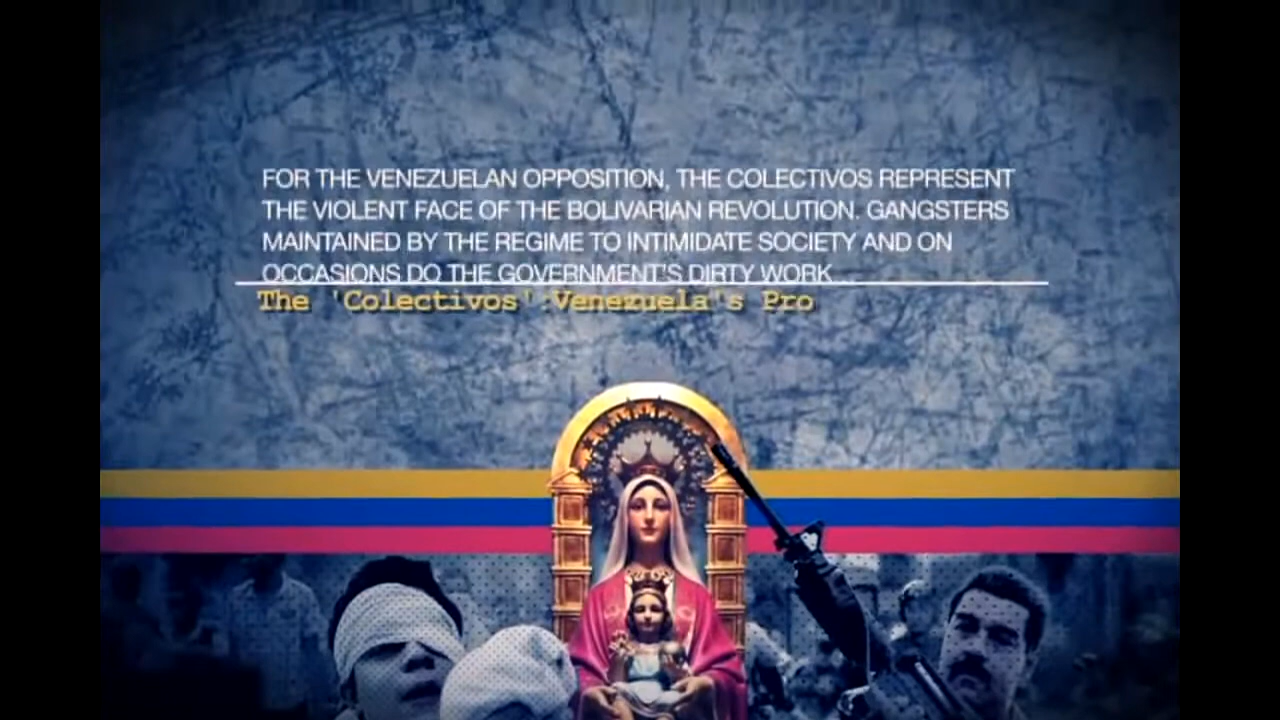 FOR THE VENEZUELAN OPPOSITION, THE COLECTIVOS REPRESENT
THE VIOLENT FACE OF THE BOLIVARIAN REVOLUTION. GANGSTERS
MAINTAINED BY THE REGIME TO INTIMIDATE SOCIETY AND ON
OCCASIONS DO THE GOVERNMENT'S DIRTY WORK...
The 'Colectivos':Venezuela's Pro